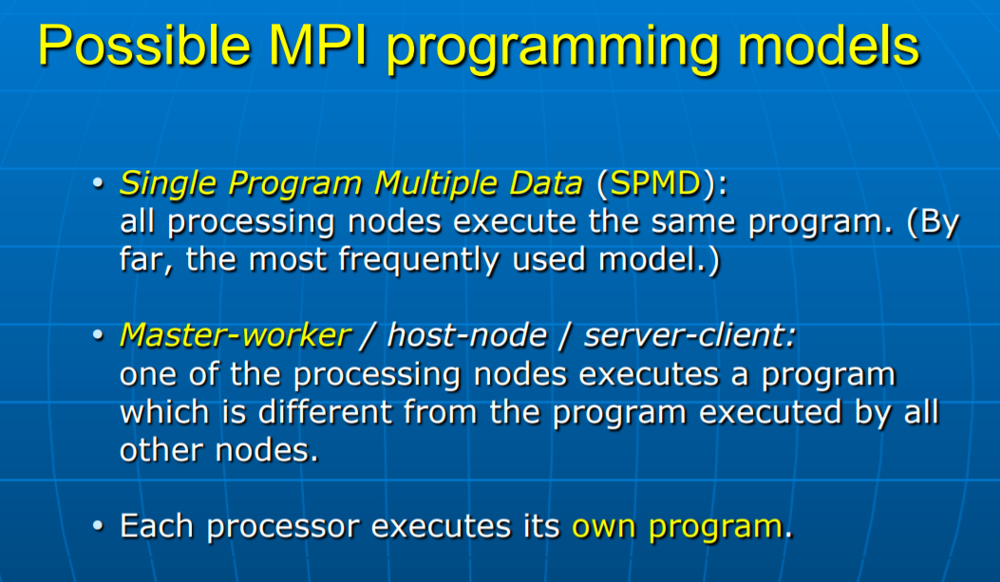 Possible MPI programming models
• Single Program Multiple Data (SPMD):
all processing nodes execute the same program. (By
far, the most frequently used model.)
• Master-worker / host-node / server-client:
one of the processing nodes executes a program
which is different from the program executed by all
other nodes.
• Each processor executes its own program.